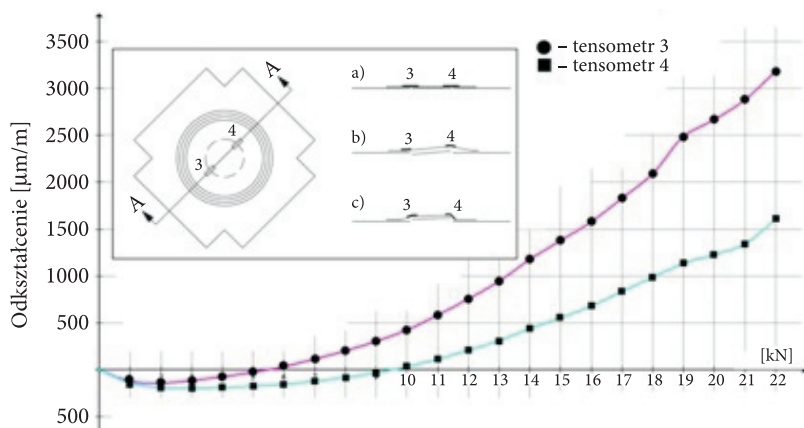 Odkształcenie [µm/m]
3500
3000
2500
2000
1500
1000
500
500
A
A
3
4
a) 3 4
b) 3 4
c) 3 4
– tensometr 3
– tensometr 4
[kN]
10 11 12 13 14 15 16 17 18 19 20 21 22